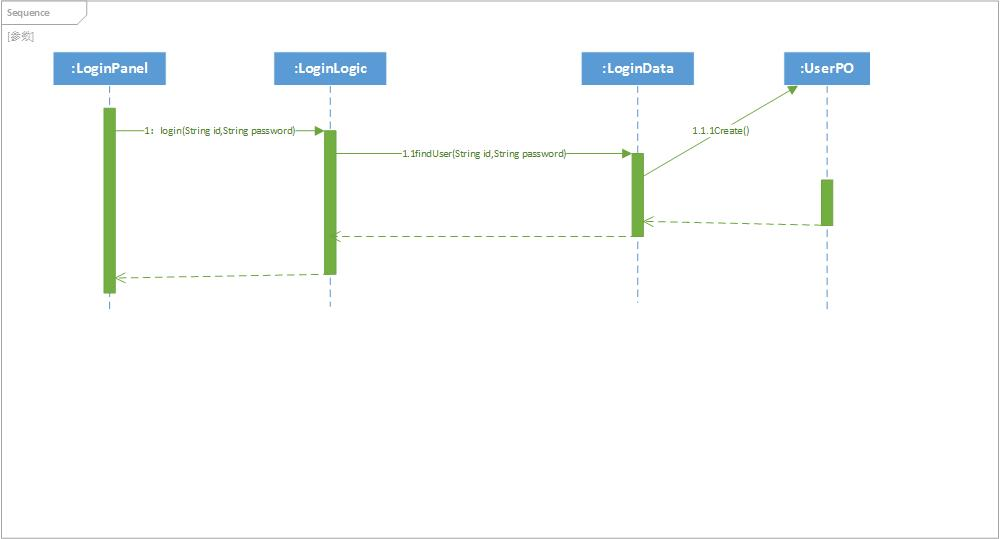 Sequence
[参数]
:LoginPanel
:LoginLogic
:LoginData
:UserPO
1：login(String id,String password)
1.1.1Create()
1.1findUser(String id,String password)